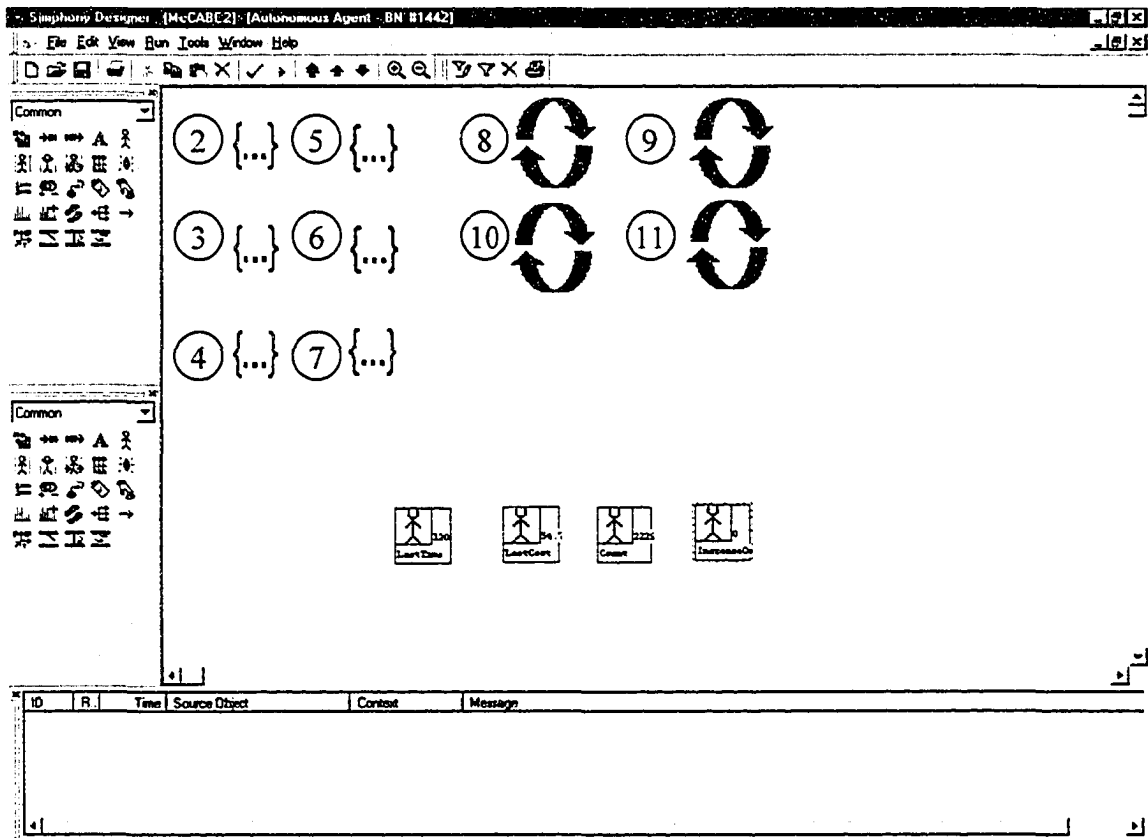 Simphony Designer - [McCABE2] - [Autonomous Agent - BN #1442]
File Edit View Run Tools Window Help
Common
2 {...} 5 {...} 8 9
3 {...} 6 {...} 10 11
4 {...} 7 {...}
Common
LastTime
LastCost
Count
0
ID R.. Time Source Object Context Message